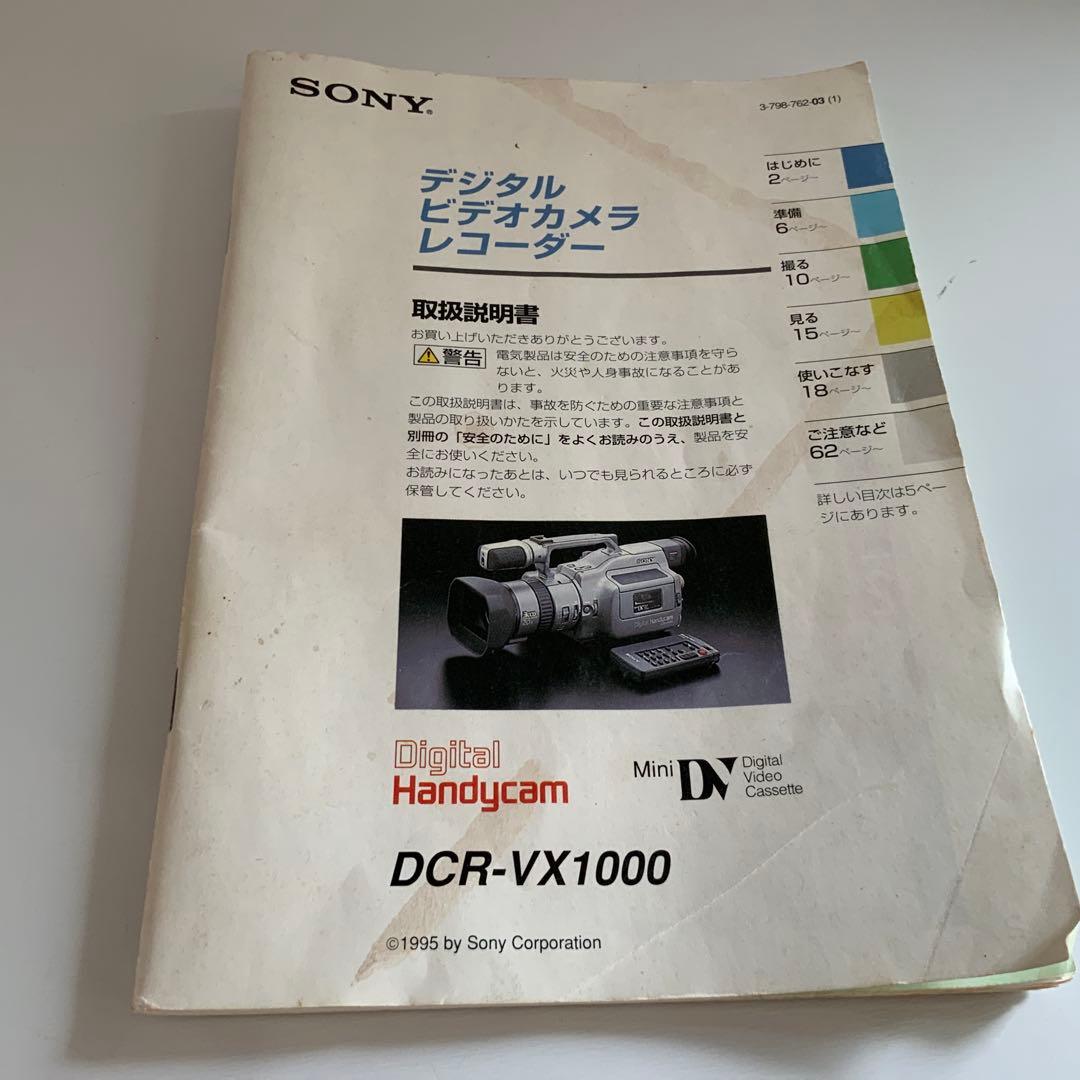 SONY®
3-798-762-03 (1)
デジタル
ビデオカメラ
レコーダー
取扱説明書
お買い上げいただきありがとうございます。
警告
電気製品は安全のための注意事項を守ら
ないと、火災や人身事故になることがあ
ります。
この取扱説明書は、事故を防ぐための重要な注意事項と
製品の取り扱いかたを示しています。この取扱説明書と
別冊の「安全のために」をよくお読みのうえ、製品を安
全にお使いください。
お読みになったあとは、いつでも見られるところに必ず
保管してください。
はじめに
2ページ~
準備
6ページ~
撮る
10ページ~
見る
15ページ~
使いこなす
18ページ~
ご注意など
62ページ~
詳しい目次は5ペー
ジにあります。
SONY
Digital Handycam
Digital
Handycam
Mini DV Digital
Video
Cassette
DCR-VX1000
©1995 by Sony Corporation